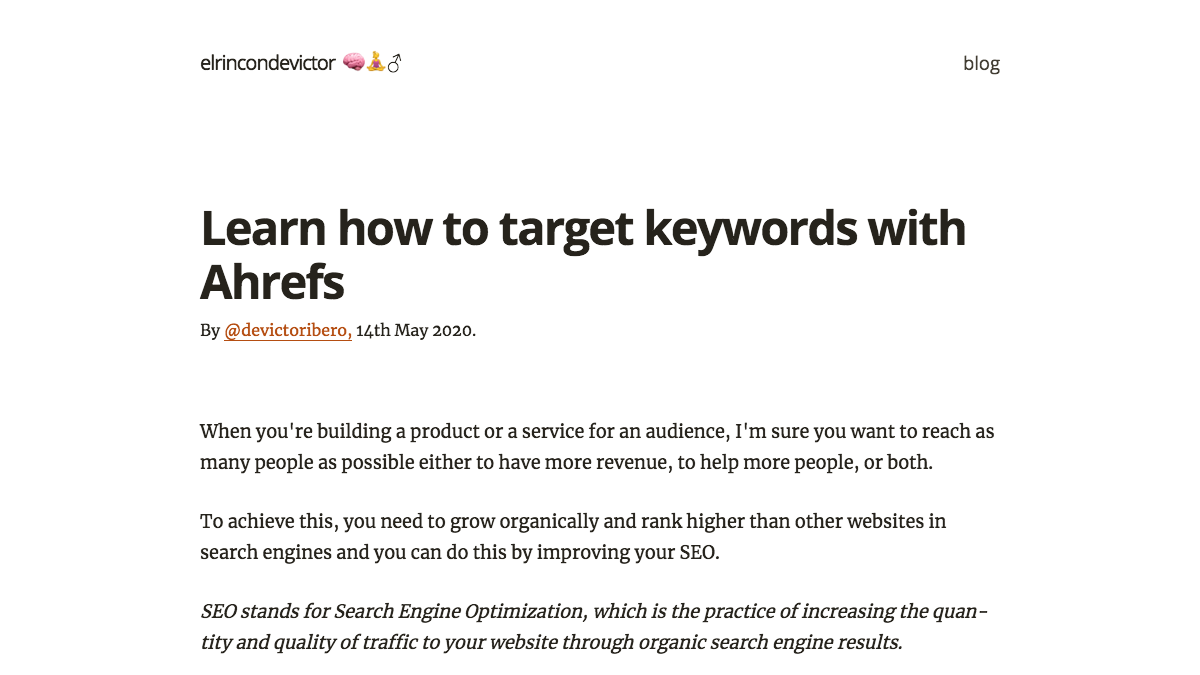 elrincondevictor 🧠🧘♂
blog
Learn how to target keywords with
Ahrefs
By @devictoribero, 14th May 2020.
When you're building a product or a service for an audience, I'm sure you want to reach as
many people as possible either to have more revenue, to help more people, or both.
To achieve this, you need to grow organically and rank higher than other websites in
search engines and you can do this by improving your SEO.
SEO stands for Search Engine Optimization, which is the practice of increasing the quan-
tity and quality of traffic to your website through organic search engine results.